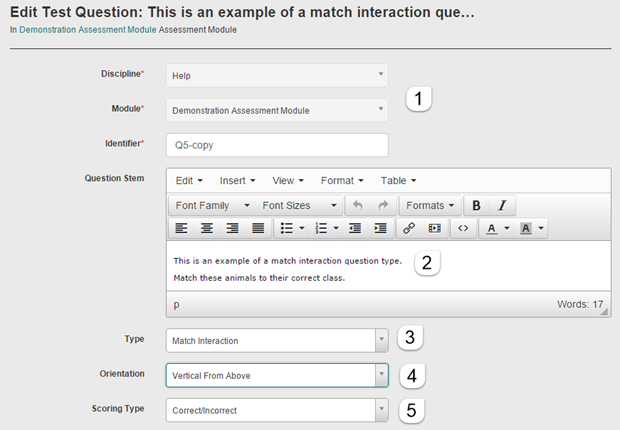 Edit Test Question: This is an example of a match interaction que...
In Demonstration Assessment Module Assessment Module
Discipline* Help
1
Module* Demonstration Assessment Module
Identifier* Q5-copy
Question Stem Edit Insert View Format Table
Font Family Font Sizes Formats B I
A A
This is an example of a match interaction question type.
2
Match these animals to their correct class.
p Words: 17
Type Match Interaction 3
Orientation Vertical From Above 4
Scoring Type Correct/Incorrect 5